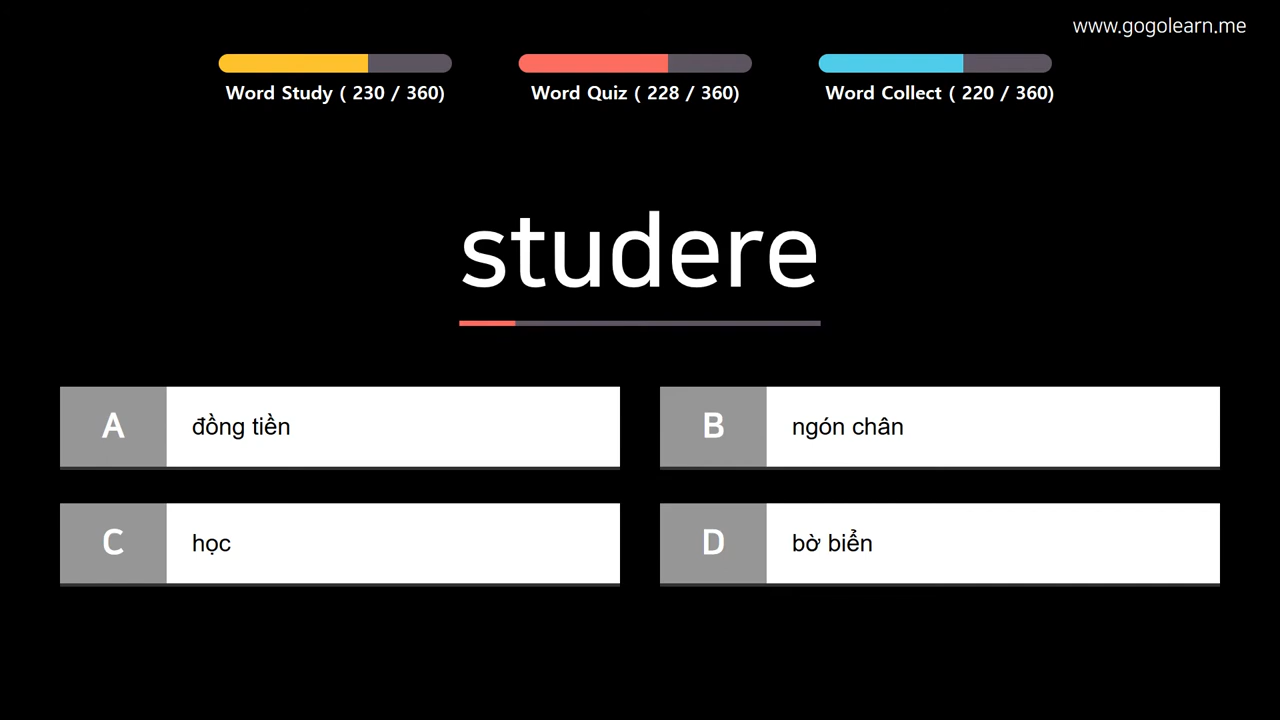 www.gogolearn.me
Word Study ( 230 / 360)
Word Quiz ( 228 / 360)
Word Collect ( 220 / 360)
studere
A đồng tiền
B ngón chân
C học
D bờ biển